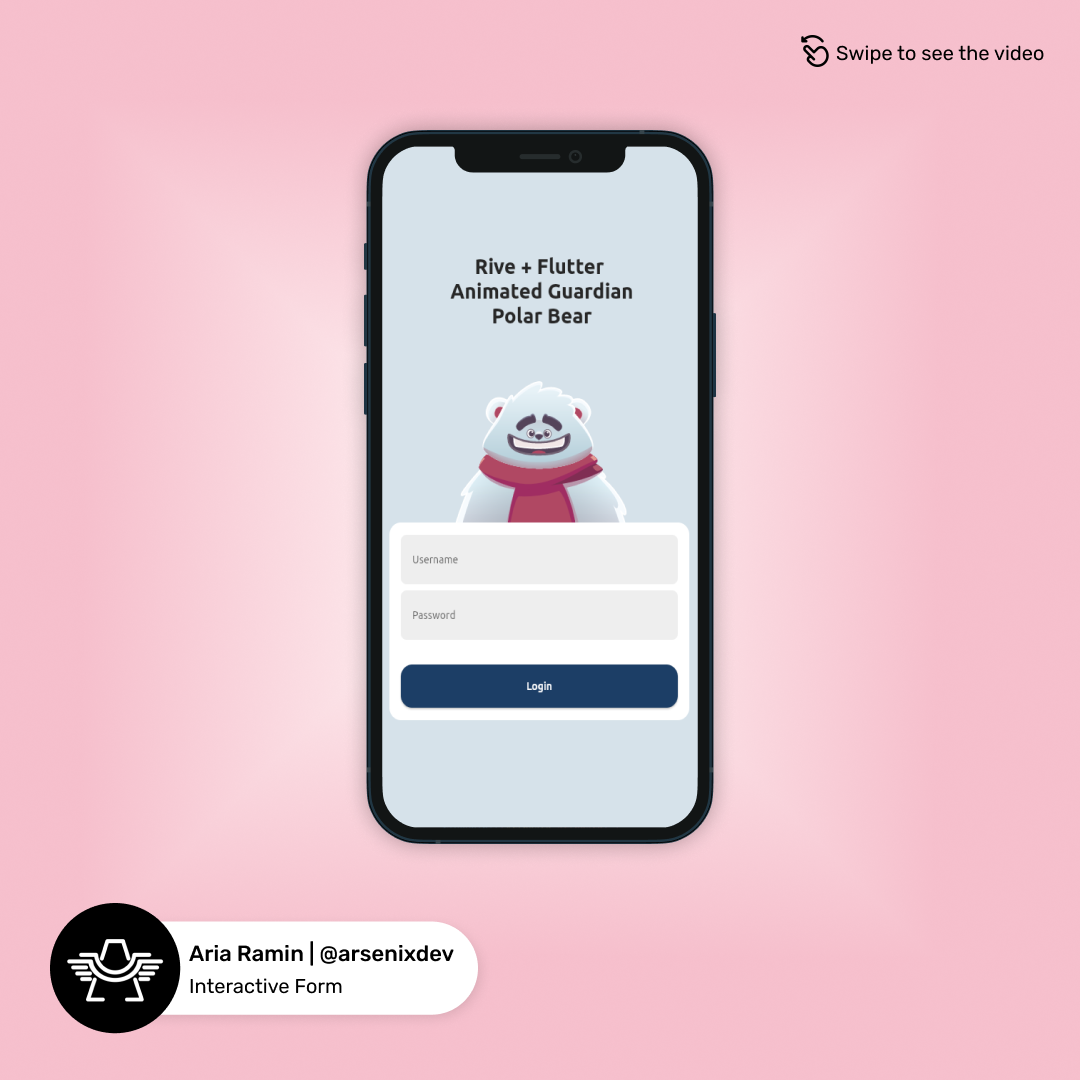 Swipe to see the video
Rive + Flutter
Animated Guardian
Polar Bear
Username
Password
Login
Aria Ramin | @arsenixdev
Interactive Form